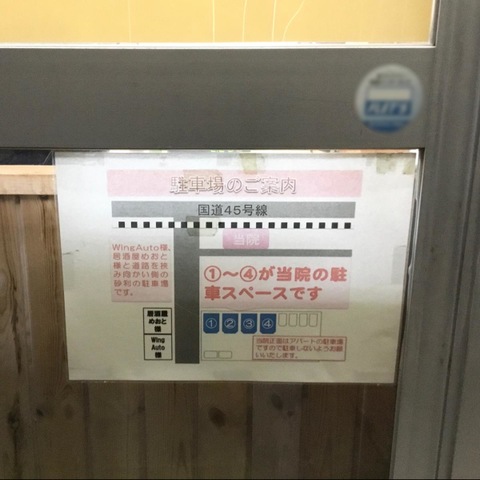 駐車場のご案内
国道45号線
当院
WingAuto様、
居酒屋めおと
様と道路を挟
み向かい側の
砂利の駐車場
です。
①～④が当院の駐
車スペースです
居酒屋
めおと
様
Wing
Auto
様
① ② ③ ④
当院正面はアパートの駐車場
ですので駐車しないようお願
いいたします。